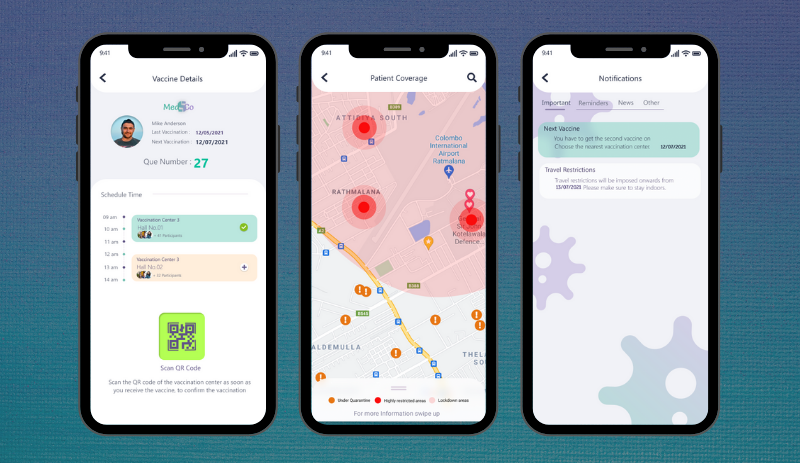 9:41
Vaccine Details
Med5Go
Mike Anderson
Last Vaccination : 12/05/2021
Next Vaccination : 12/07/2021
Que Number : 27
Schedule Time
09 am
10 am
11 am
12 am
13 am
14 am
Vaccination Center 3
Hall No.01
+ 41 Participants
Vaccination Center 3
Hall No.02
Participants
Scan QR Code
Scan the QR code of the vaccination center as soon as
you receive the vaccine, to confirm the vaccination
9:41
Patient Coverage
ATTIDIYA SOUTH
Colombo
International
Airport
Ratmalana
RATHMALANA
Sir John
Kotelawala
Defence...
ALDEMULLA
THELA
SO
Under Quarantine
Highly restricted areas
Lockdown areas
For more Information swipe up
9:41
Notifications
Important Reminders News Other
Next Vaccine
You have to get the second vaccine on
Choose the nearest vaccination center. 12/07/2021
Travel Restrictions
Travel restrictions will be imposed onwards from
13/07/2021 Please make sure to stay indoors.